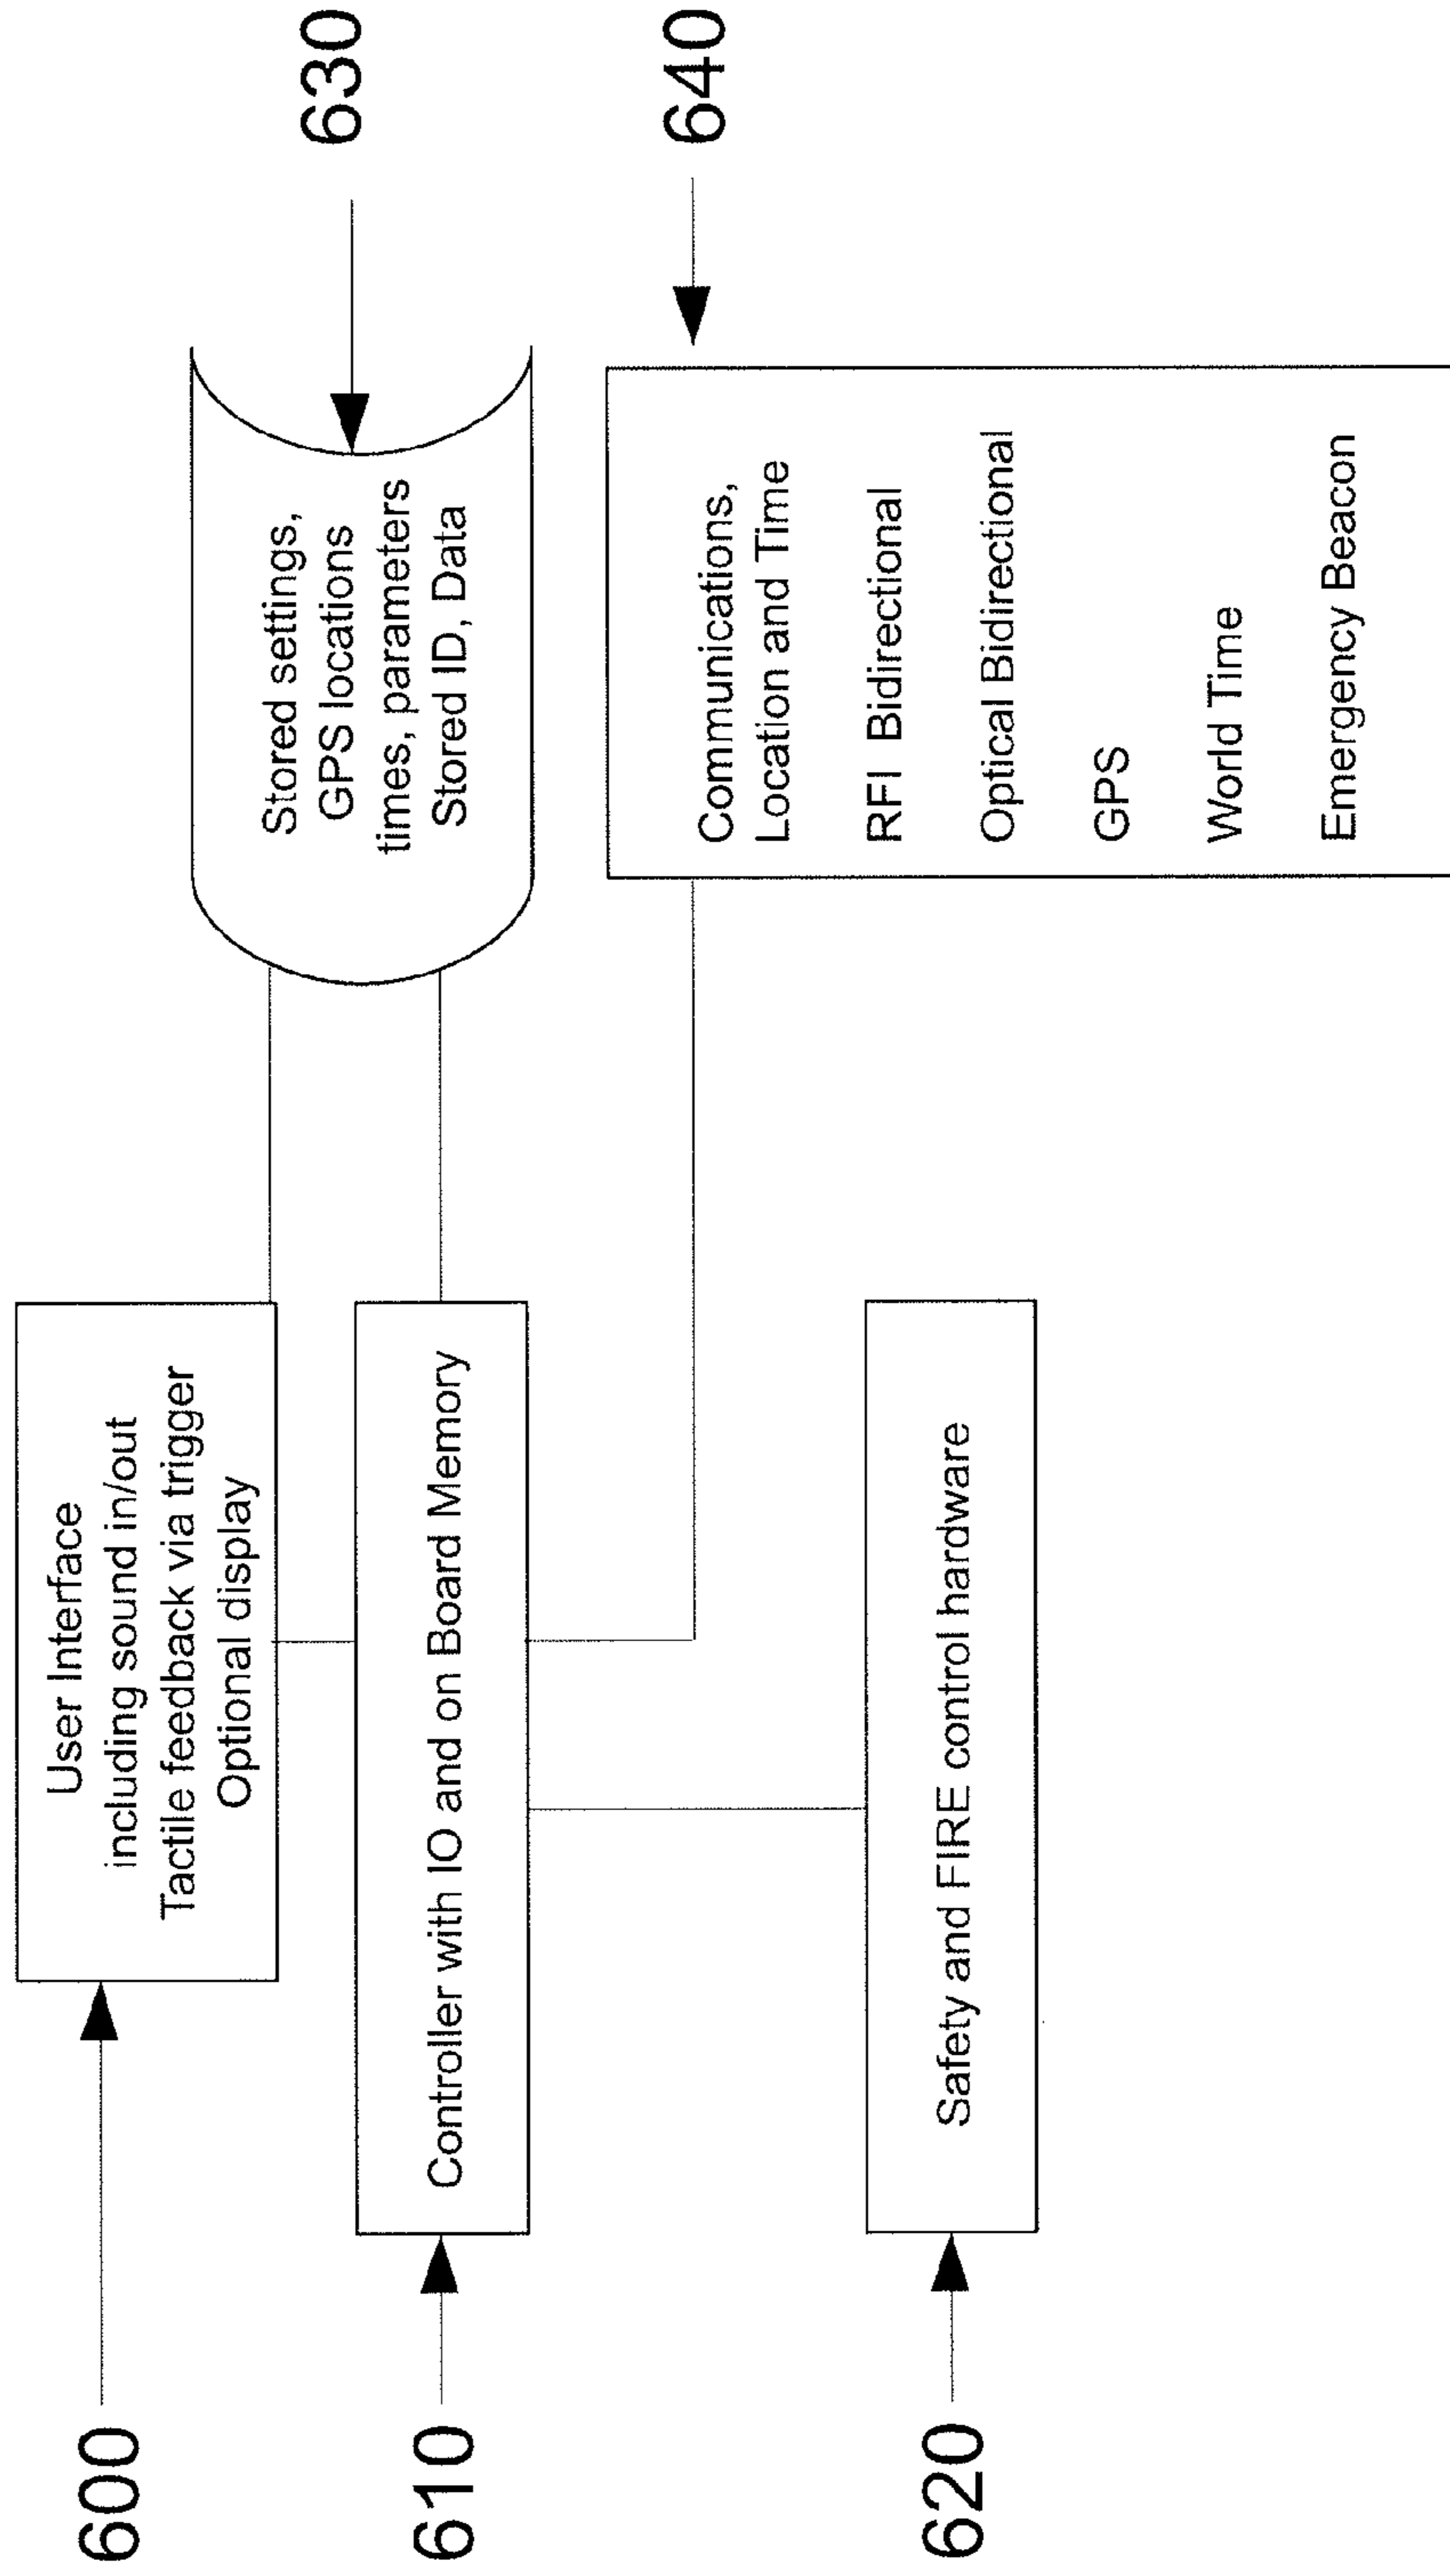 600
User Interface
including sound in/out
Tactile feedback via trigger
Optional display
630
Stored settings,
GPS locations
times, parameters
Stored ID, Data
610
Controller with IO and on Board Memory
640
Communications,
Location and Time
RFI Bidirectional
Optical Bidirectional
GPS
World Time
Emergency Beacon
620
Safety and FIRE control hardware